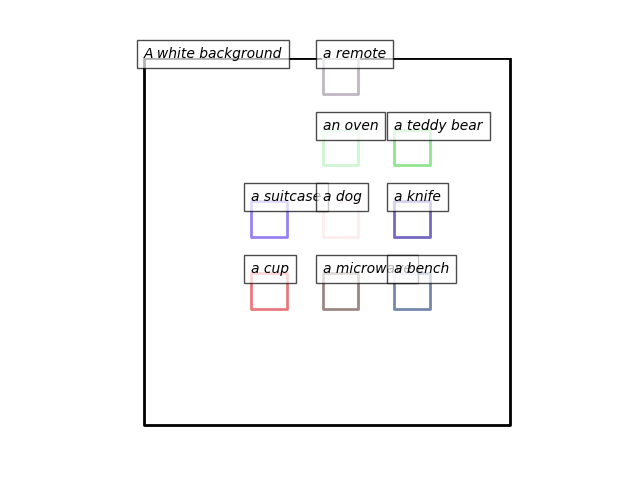 A white background
a remote
an oven
a teddy bear
a suitcase
a dog
a knife
a cup
a microwave
a bench